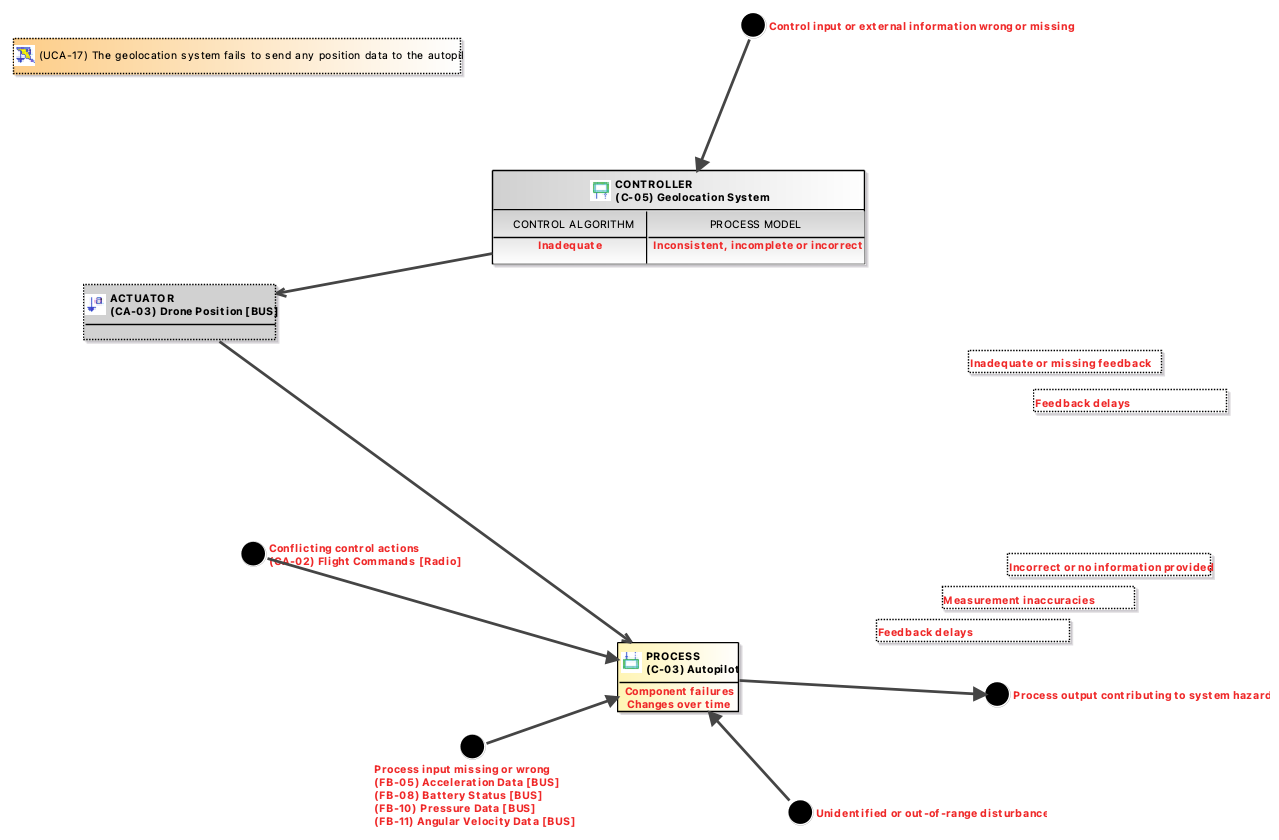 Control input or external information wrong or missing
(UCA-17) The geolocation system fails to send any position data to the
CONTROLLER
(C-05) Geolocation System
CONTROL ALGORITHM
PROCESS MODEL
Inadequate
Inconsistent, incomplete or incorrect
ACTUATOR
(CA-03) Drone Position [BUS]
Inadequate or missing feedback
Feedback delays
Conflicting control actions
(CA-02) Flight Commands [Radio]
Incorrect or no information provided
Measurement inaccuracies
Feedback delays
PROCESS
(C-03) Autopilot
Component failures
Changes over time
Process output contributing to system hazard
Process input missing or wrong
(FB-05) Acceleration Data [BUS]
(FB-08) Battery Status [BUS]
(FB-10) Pressure Data [BUS]
(FB-11) Angular Velocity Data [BUS]
Unidentified or out-of-range disturbance